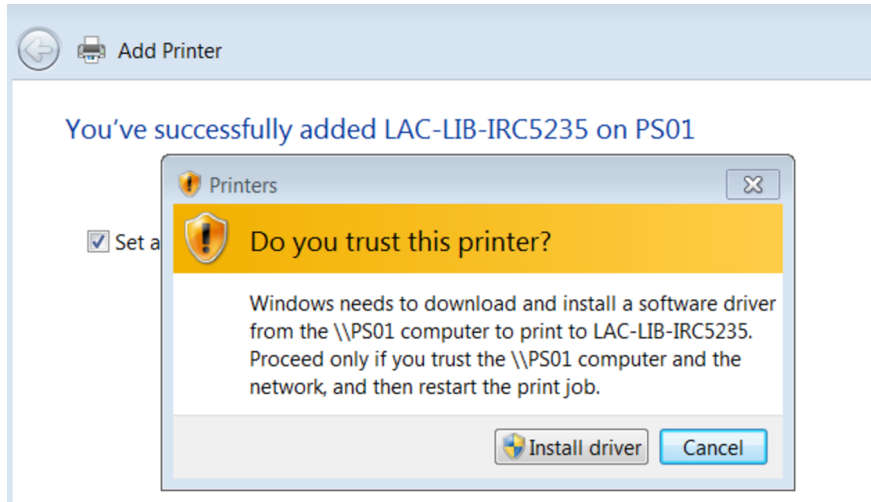 Add Printer
You've successfully added LAC-LIB-IRC5235 on PS01
Printers
Set a
Do you trust this printer?
Windows needs to download and install a software driver
from the \\PS01 computer to print to LAC-LIB-IRC5235.
Proceed only if you trust the \\PS01 computer and the
network, and then restart the print job.
Install driver
Cancel